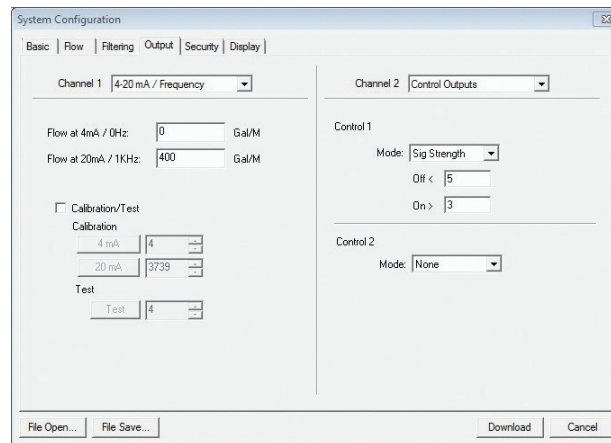 System Configuration
Basic Flow Filtering Output Security Display
Channel 1 4-20 mA / Frequency
Flow at 4mA / 0Hz: 0 Gal/M
Flow at 20mA / 1KHz: 400 Gal/M
Calibration/Test
Calibration
4 mA 4
20 mA 3739
Test
Test 4
Channel 2 Control Outputs
Control 1
Mode: Sig Strength
Off < 5
On > 3
Control 2
Mode: None
File Open... File Save... Download Cancel